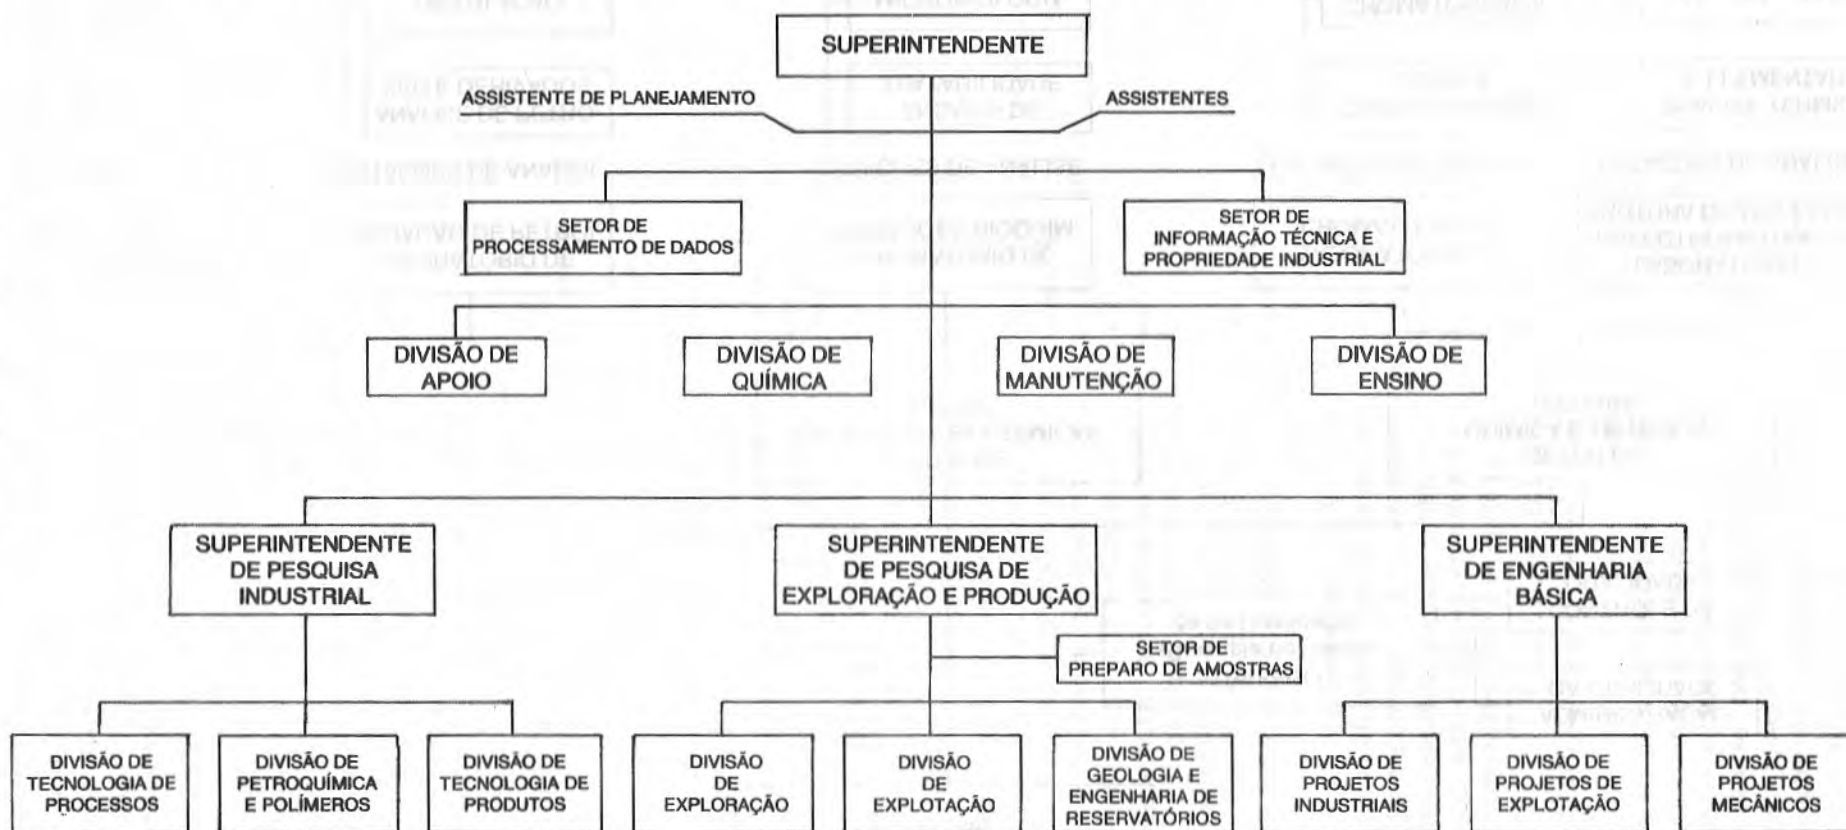 SUPERINTENDENTE
ASSISTENTE DE PLANEJAMENTO
ASSISTENTES
SETOR DE
PROCESSAMENTO DE DADOS
SETOR DE
INFORMAÇÃO TÉCNICA E
PROPRIEDADE INDUSTRIAL
DIVISÃO DE
APOIO
DIVISÃO DE
QUÍMICA
DIVISÃO DE
MANUTENÇÃO
DIVISÃO DE
ENSINO
SUPERINTENDENTE
DE PESQUISA
INDUSTRIAL
SUPERINTENDENTE
DE PESQUISA DE
EXPLORAÇÃO E PRODUÇÃO
SUPERINTENDENTE
DE ENGENHARIA
BÁSICA
SETOR DE
PREPARO DE AMOSTRAS
DIVISÃO DE
TECNOLOGIA DE
PROCESSOS
DIVISÃO DE
PETROQUÍMICA
E POLÍMEROS
DIVISÃO DE
TECNOLOGIA DE
PRODUTOS
DIVISÃO
DE
EXPLORAÇÃO
DIVISÃO
DE
EXPLOTAÇÃO
DIVISÃO DE
GEOLOGIA E
ENGENHARIA DE
RESERVATÓRIOS
DIVISÃO DE
PROJETOS
INDUSTRIAIS
DIVISÃO DE
PROJETOS DE
EXPLOTAÇÃO
DIVISÃO DE
PROJETOS
MECÂNICOS